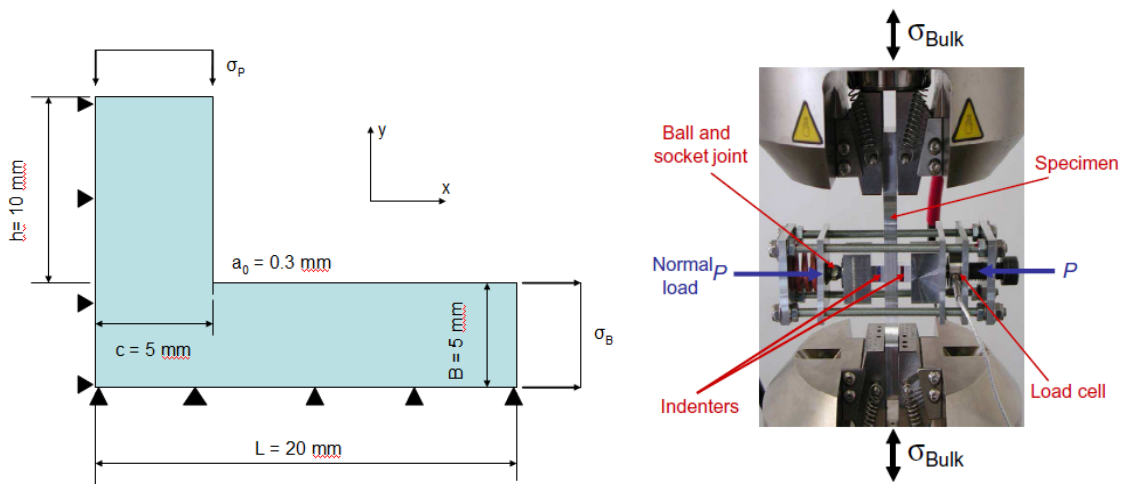 σP
y
x
h= 10 mm
a0 = 0.3 mm
c = 5 mm
B = 5 mm
σB
L = 20 mm
σBulk
Ball and
socket joint
Specimen
Normal
load
P
P
Indenters
Load cell
σBulk